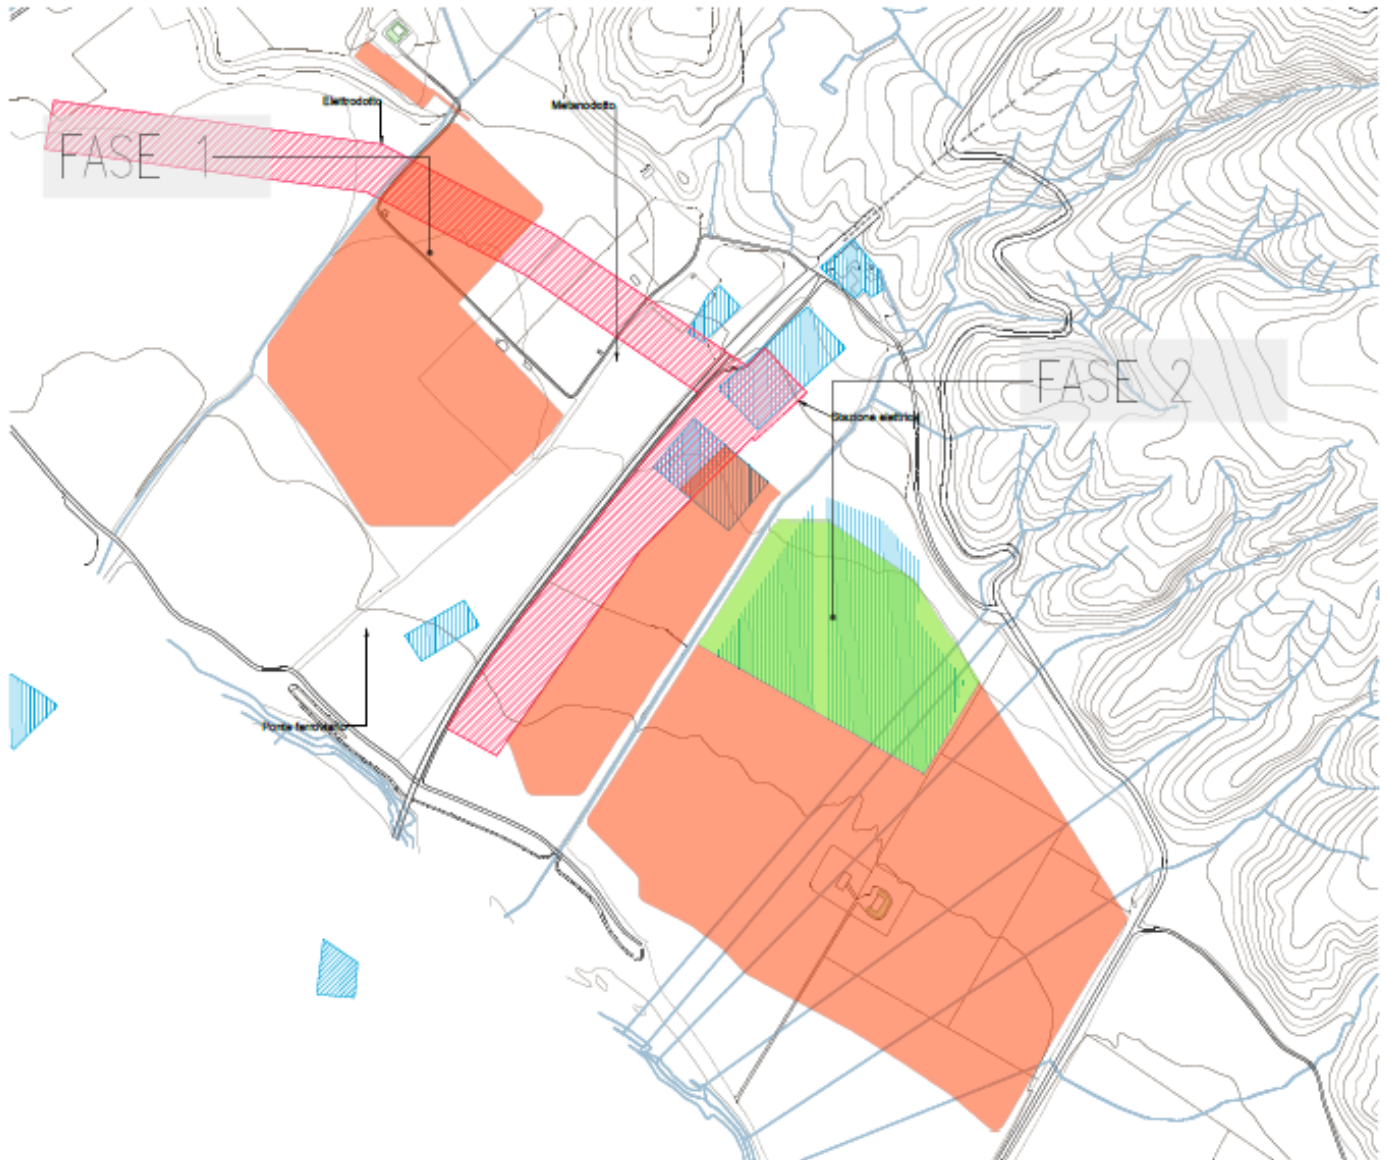 Elettrodotto
Metanodotto
FASE 1
FASE 2
Stazione elettrica
Ponte ferroviario